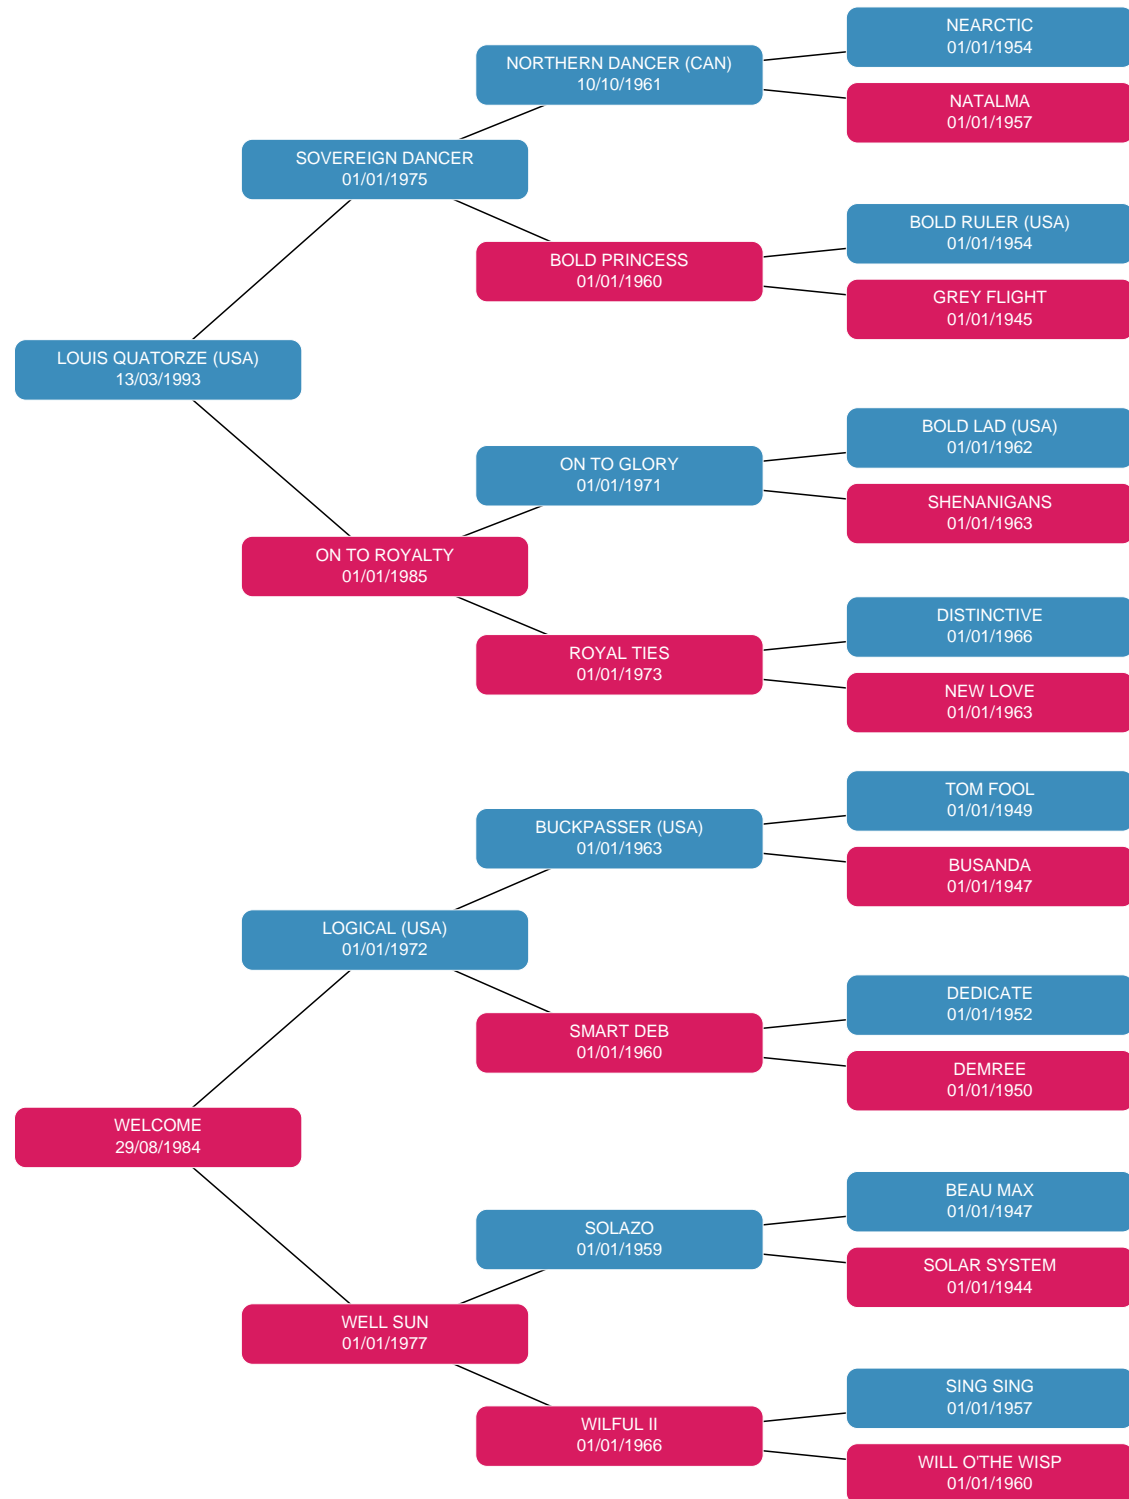 NEARCTIC
01/01/1954
NORTHERN DANCER (CAN)
10/10/1961
NATALMA
01/01/1957
SOVEREIGN DANCER
01/01/1975
BOLD RULER (USA)
01/01/1954
BOLD PRINCESS
01/01/1960
GREY FLIGHT
01/01/1945
LOUIS QUATORZE (USA)
13/03/1993
BOLD LAD (USA)
01/01/1962
ON TO GLORY
01/01/1971
SHENANIGANS
01/01/1963
ON TO ROYALTY
01/01/1985
DISTINCTIVE
01/01/1966
ROYAL TIES
01/01/1973
NEW LOVE
01/01/1963
TOM FOOL
01/01/1949
BUCKPASSER (USA)
01/01/1963
BUSANDA
01/01/1947
LOGICAL (USA)
01/01/1972
DEDICATE
01/01/1952
SMART DEB
01/01/1960
DEMREE
01/01/1950
WELCOME
29/08/1984
BEAU MAX
01/01/1947
SOLAZO
01/01/1959
SOLAR SYSTEM
01/01/1944
WELL SUN
01/01/1977
SING SING
01/01/1957
WILFUL II
01/01/1966
WILL O'THE WISP
01/01/1960